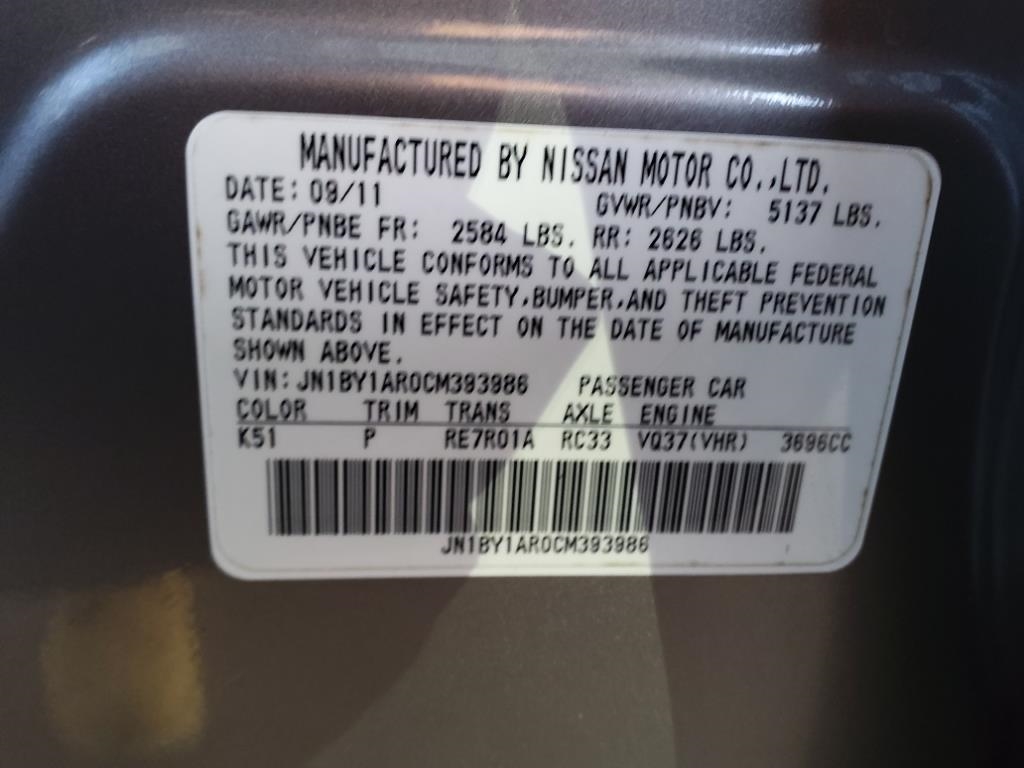 MANUFACTURED BY NISSAN MOTOR CO.,LTD.
DATE: 09/11 GVWR/PNBV: 5137 LBS.
GAWR/PNBE FR: 2584 LBS. RR: 2626 LBS.
THIS VEHICLE CONFORMS TO ALL APPLICABLE FEDERAL
MOTOR VEHICLE SAFETY,BUMPER,AND THEFT PREVENTION
STANDARDS IN EFFECT ON THE DATE OF MANUFACTURE
SHOWN ABOVE.
VIN: JN1BY1AR0CM393986 PASSENGER CAR
COLOR TRIM TRANS AXLE ENGINE
K51 P RE7R01A RC33 VQ37(VHR) 3696CC
JN1BY1AR0CM393986